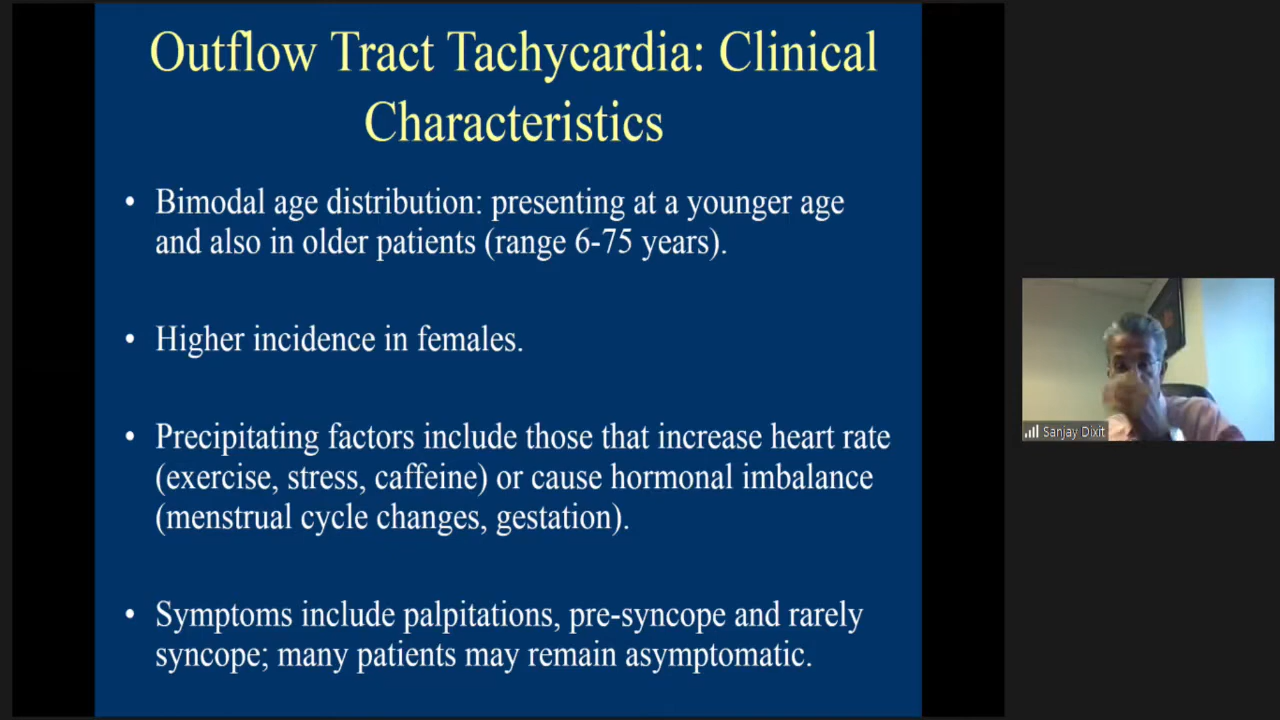 Outflow Tract Tachycardia: Clinical
Characteristics
• Bimodal age distribution: presenting at a younger age
and also in older patients (range 6-75 years).
• Higher incidence in females.
• Precipitating factors include those that increase heart rate
(exercise, stress, caffeine) or cause hormonal imbalance
(menstrual cycle changes, gestation).
• Symptoms include palpitations, pre-syncope and rarely
syncope; many patients may remain asymptomatic.
Sanjay Dixit